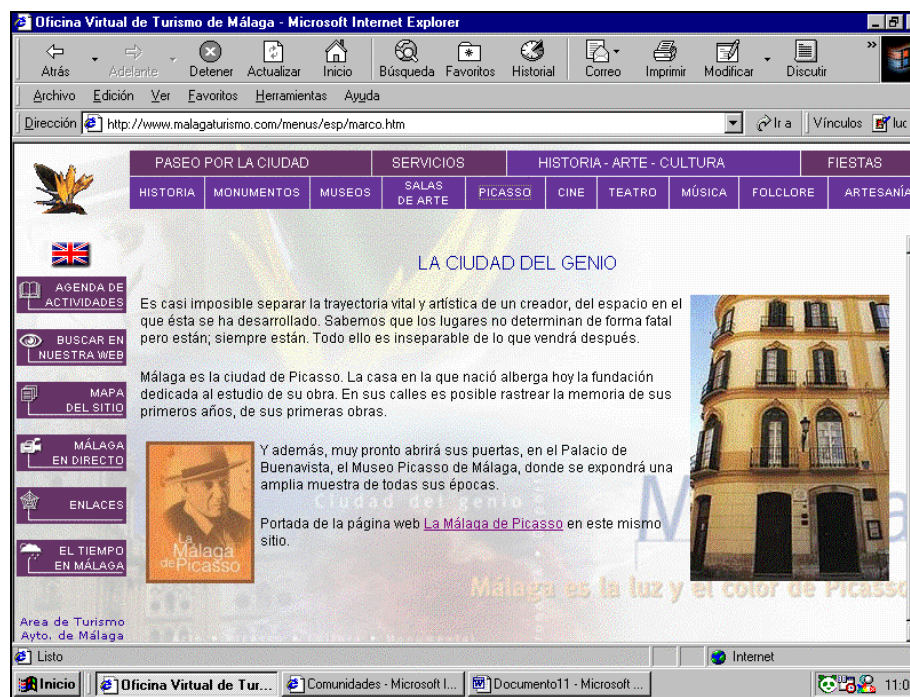 Oficina Virtual de Turismo de Málaga - Microsoft Internet Explorer
Atrás
Adelante
Detener
Actualizar
Inicio
Búsqueda
Favoritos
Historial
Correo
Imprimir
Modificar
Discutir
»
Archivo Edición Ver Favoritos Herramientas Ayuda
Dirección http://www.malagaturismo.com/menus/esp/marco.htm Ir a Vínculos luc
PASEO POR LA CIUDAD SERVICIOS HISTORIA - ARTE - CULTURA FIESTAS
HISTORIA MONUMENTOS MUSEOS SALAS DE ARTE PICASSO CINE TEATRO MÚSICA FOLCLORE ARTESANÍA
AGENDA DE
ACTIVIDADES
BUSCAR EN
NUESTRA WEB
MAPA
DEL SITIO
MÁLAGA
EN DIRECTO
ENLACES
EL TIEMPO
EN MÁLAGA
Area de Turismo
Ayto. de Málaga
LA CIUDAD DEL GENIO
Es casi imposible separar la trayectoria vital y artística de un creador, del espacio en el
que ésta se ha desarrollado. Sabemos que los lugares no determinan de forma fatal
pero están; siempre están. Todo ello es inseparable de lo que vendrá después.
Málaga es la ciudad de Picasso. La casa en la que nació alberga hoy la fundación
dedicada al estudio de su obra. En sus calles es posible rastrear la memoria de sus
primeros años, de sus primeras obras.
La
Málaga
de Picasso
Y además, muy pronto abrirá sus puertas, en el Palacio de
Buenavista, el Museo Picasso de Málaga, donde se expondrá una
amplia muestra de todas sus épocas.
Portada de la página web La Málaga de Picasso en este mismo
sitio.
Ciudad del genio
Málaga es la luz y el color de Picasso
Listo Internet
Inicio Oficina Virtual de Tur... Comunidades - Microsoft I... Documento11 - Microsoft ... 11:0